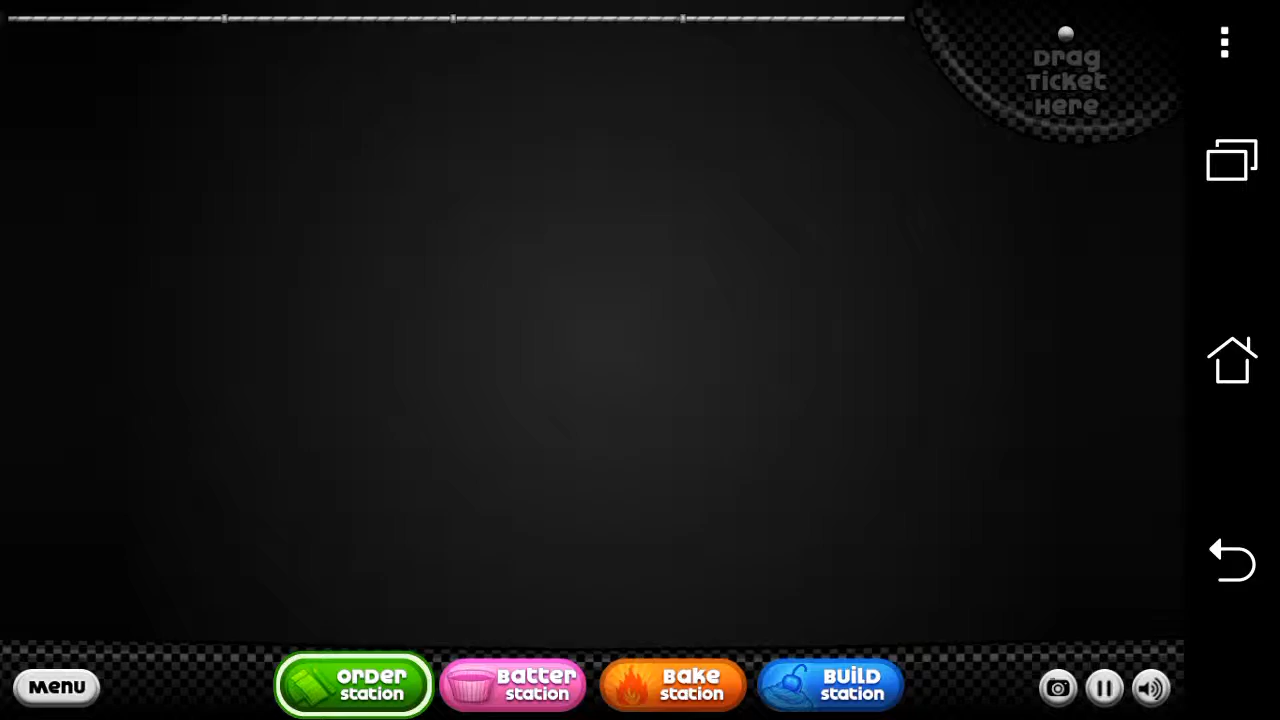 Drag
Ticket
Here
Menu
Order
station
Batter
station
Bake
station
Build
station